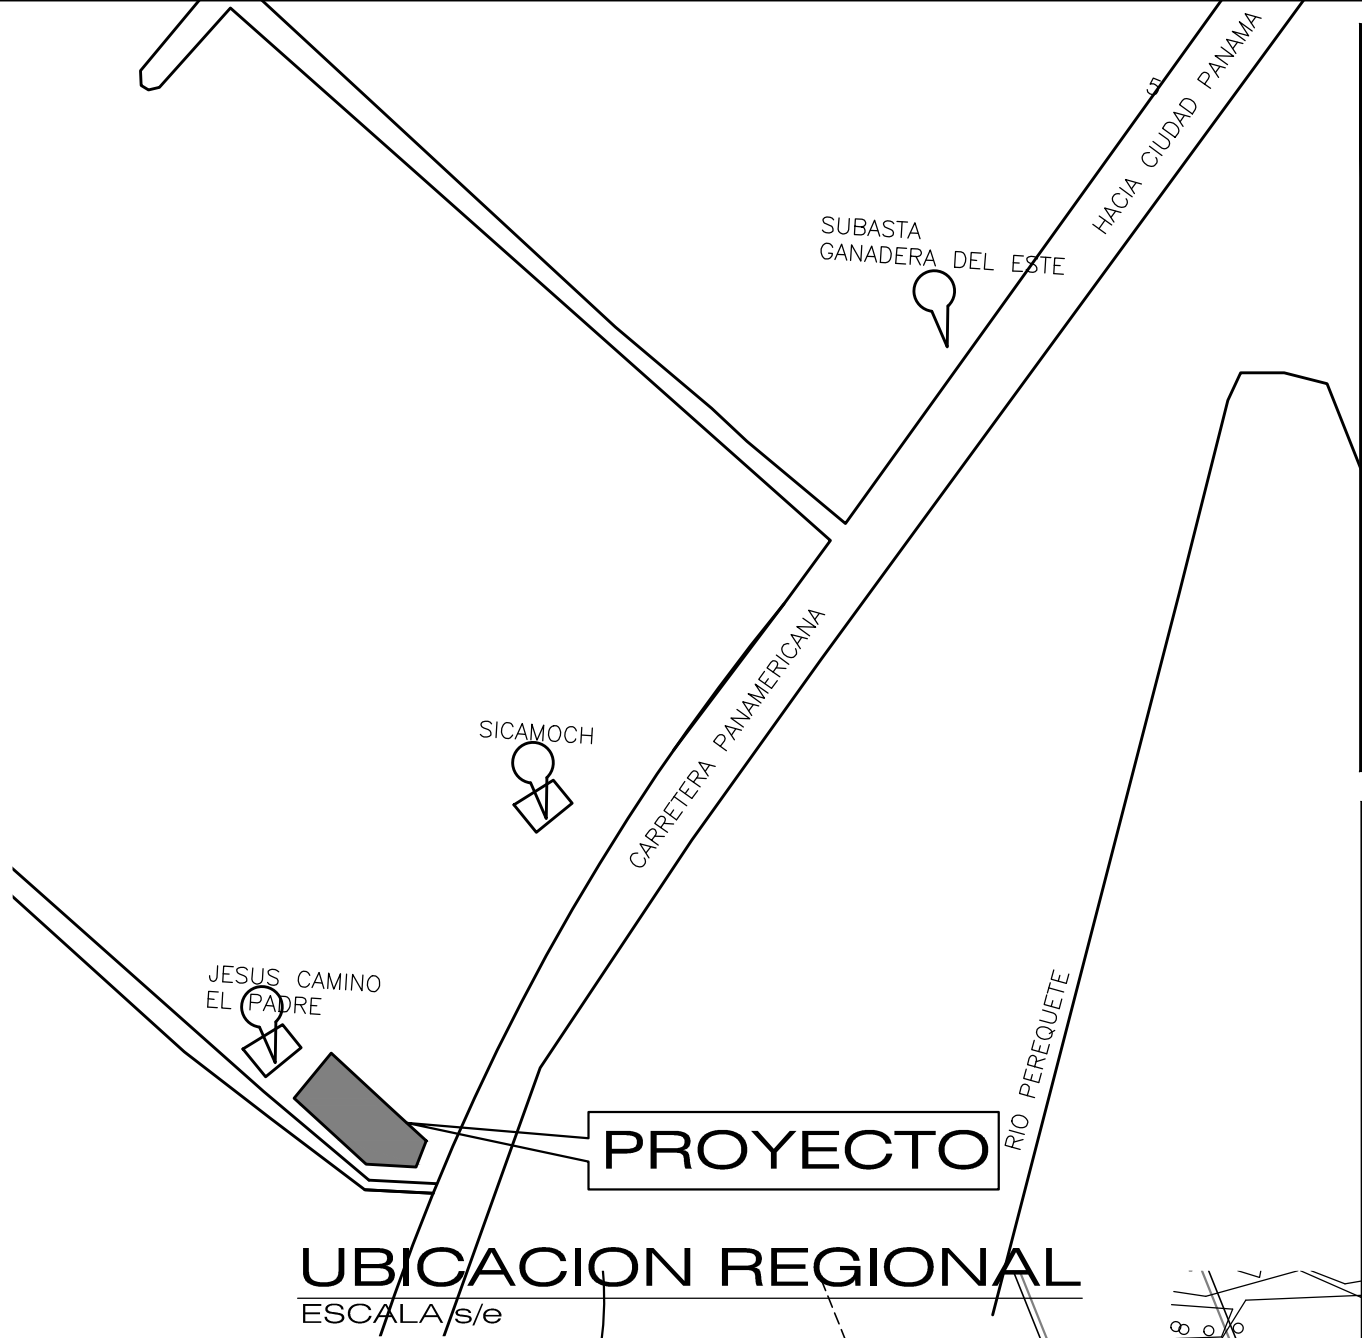 HACIA CIUDAD PANAMA
SUBASTA
GANADERA DEL ESTE
CARRETERA PANAMERICANA
SICAMOCH
JESUS CAMINO
EL PADRE
RIO PEREQUETE
PROYECTO
UBICACION REGIONAL
ESCALA s/e